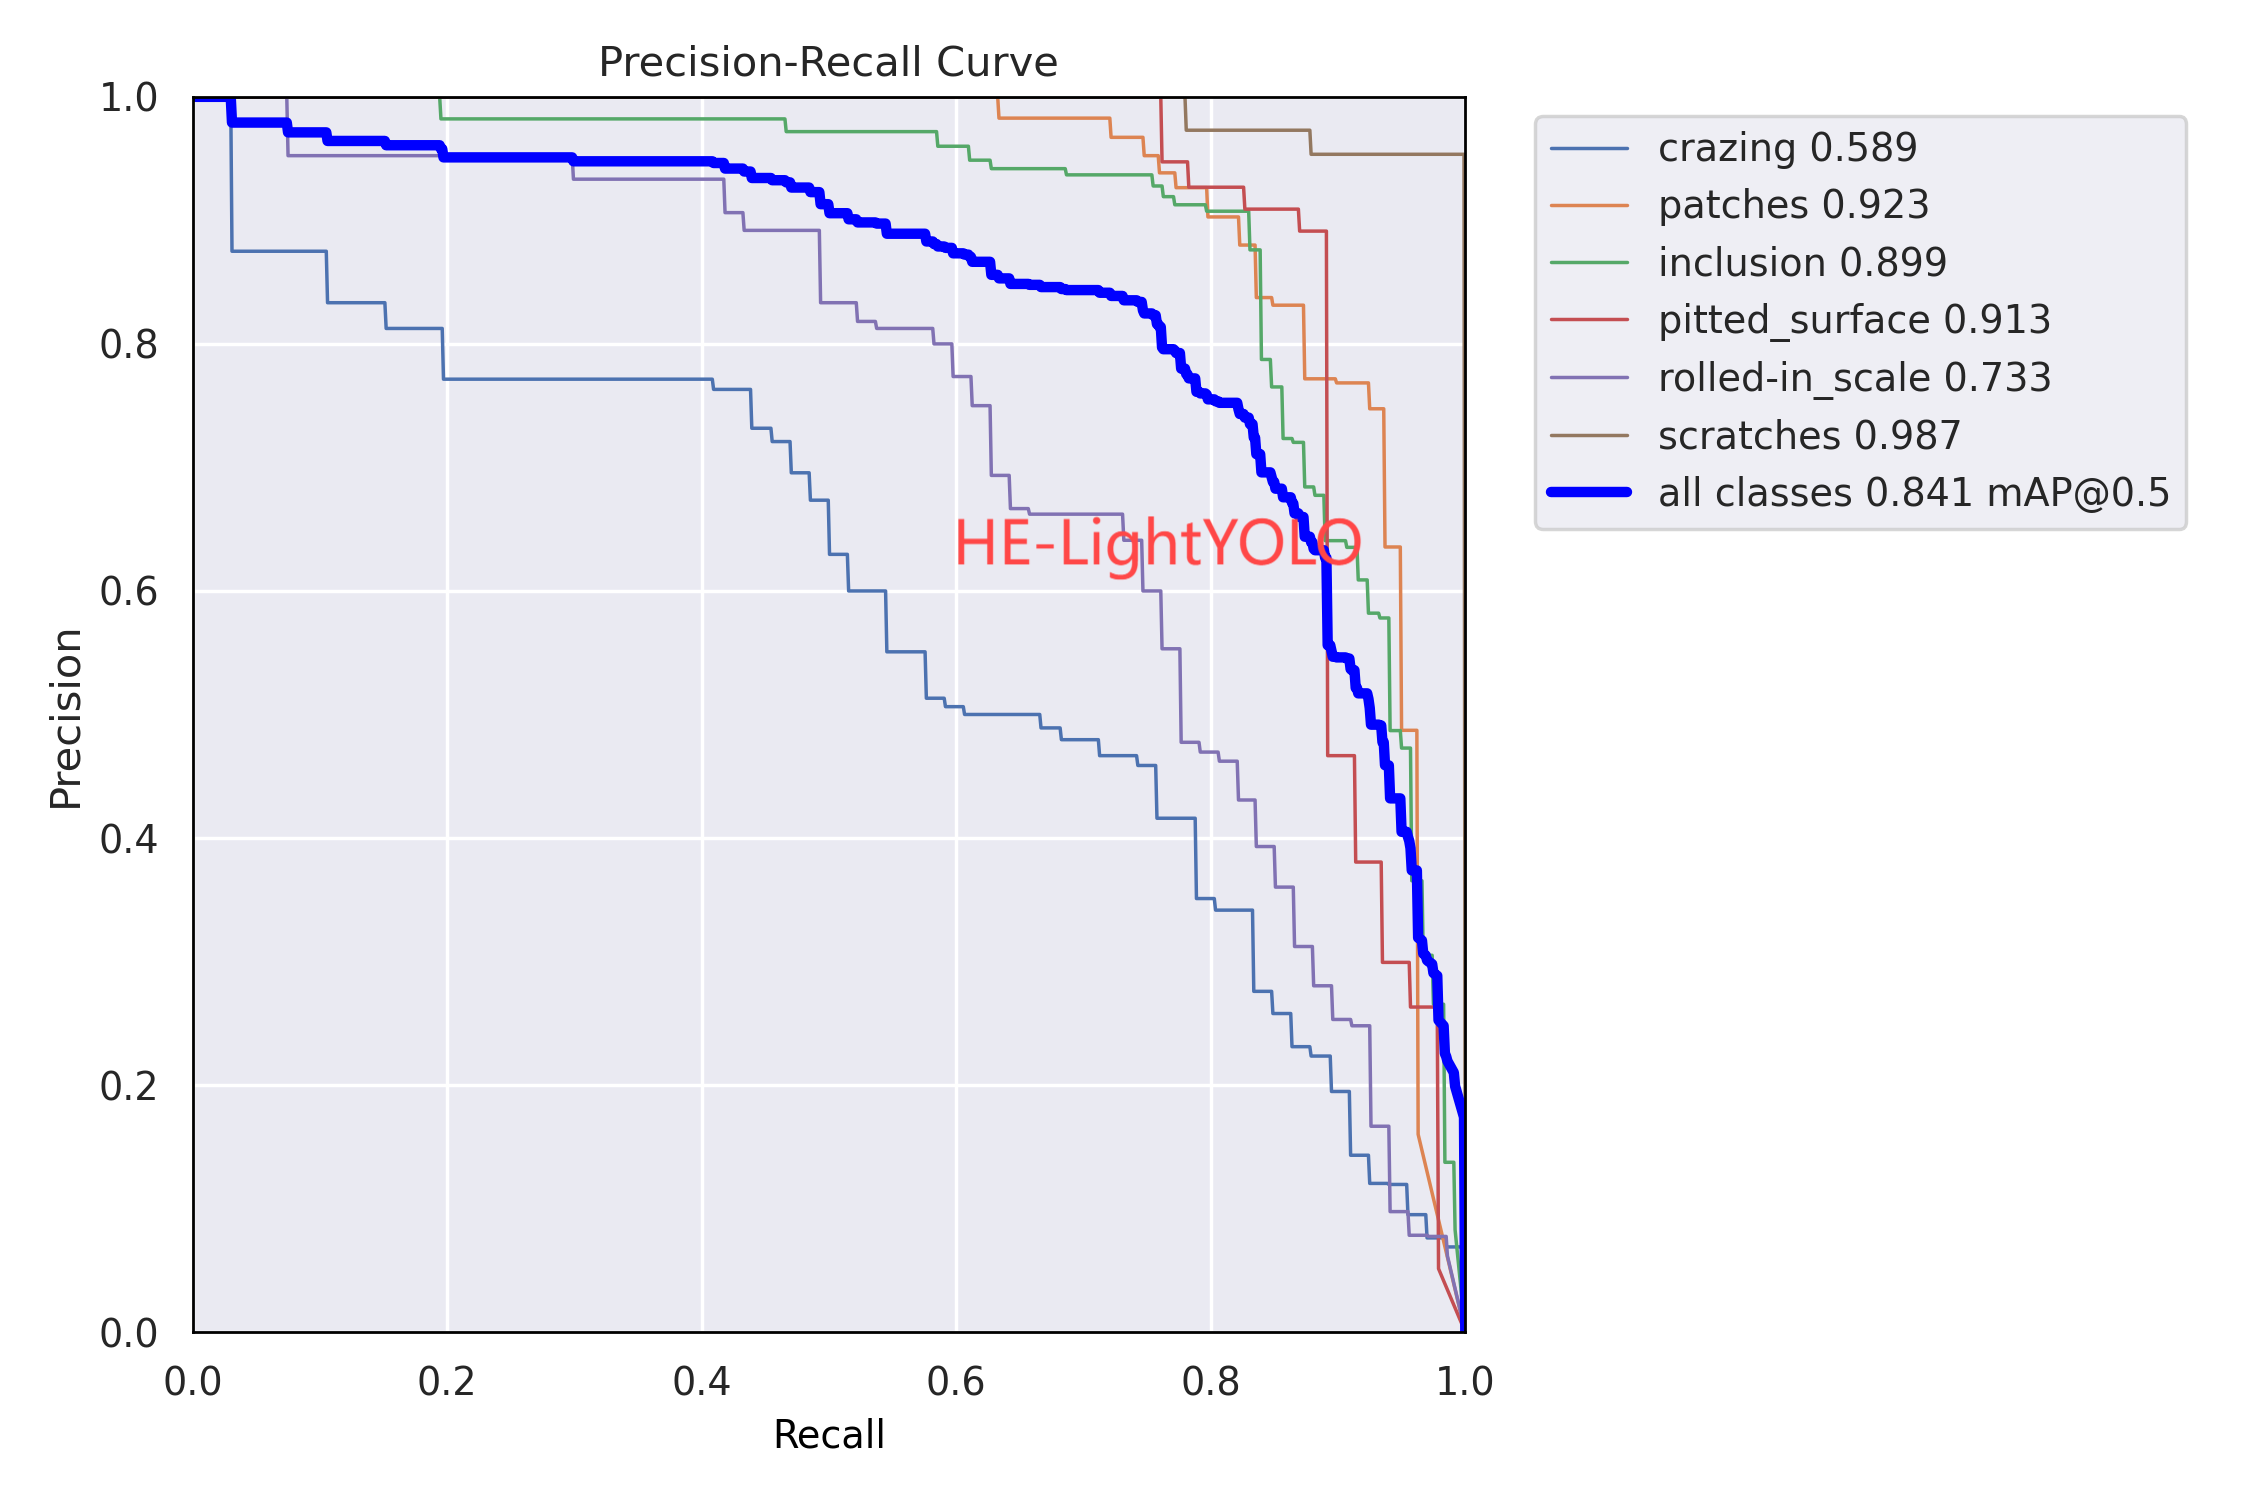 Precision-Recall Curve
1.0
0.8
0.6
0.4
0.2
0.0
Precision
0.0 0.2 0.4 0.6 0.8 1.0
Recall
HE-LightYOLO
crazing 0.589
patches 0.923
inclusion 0.899
pitted_surface 0.913
rolled-in_scale 0.733
scratches 0.987
all classes 0.841 mAP@0.5